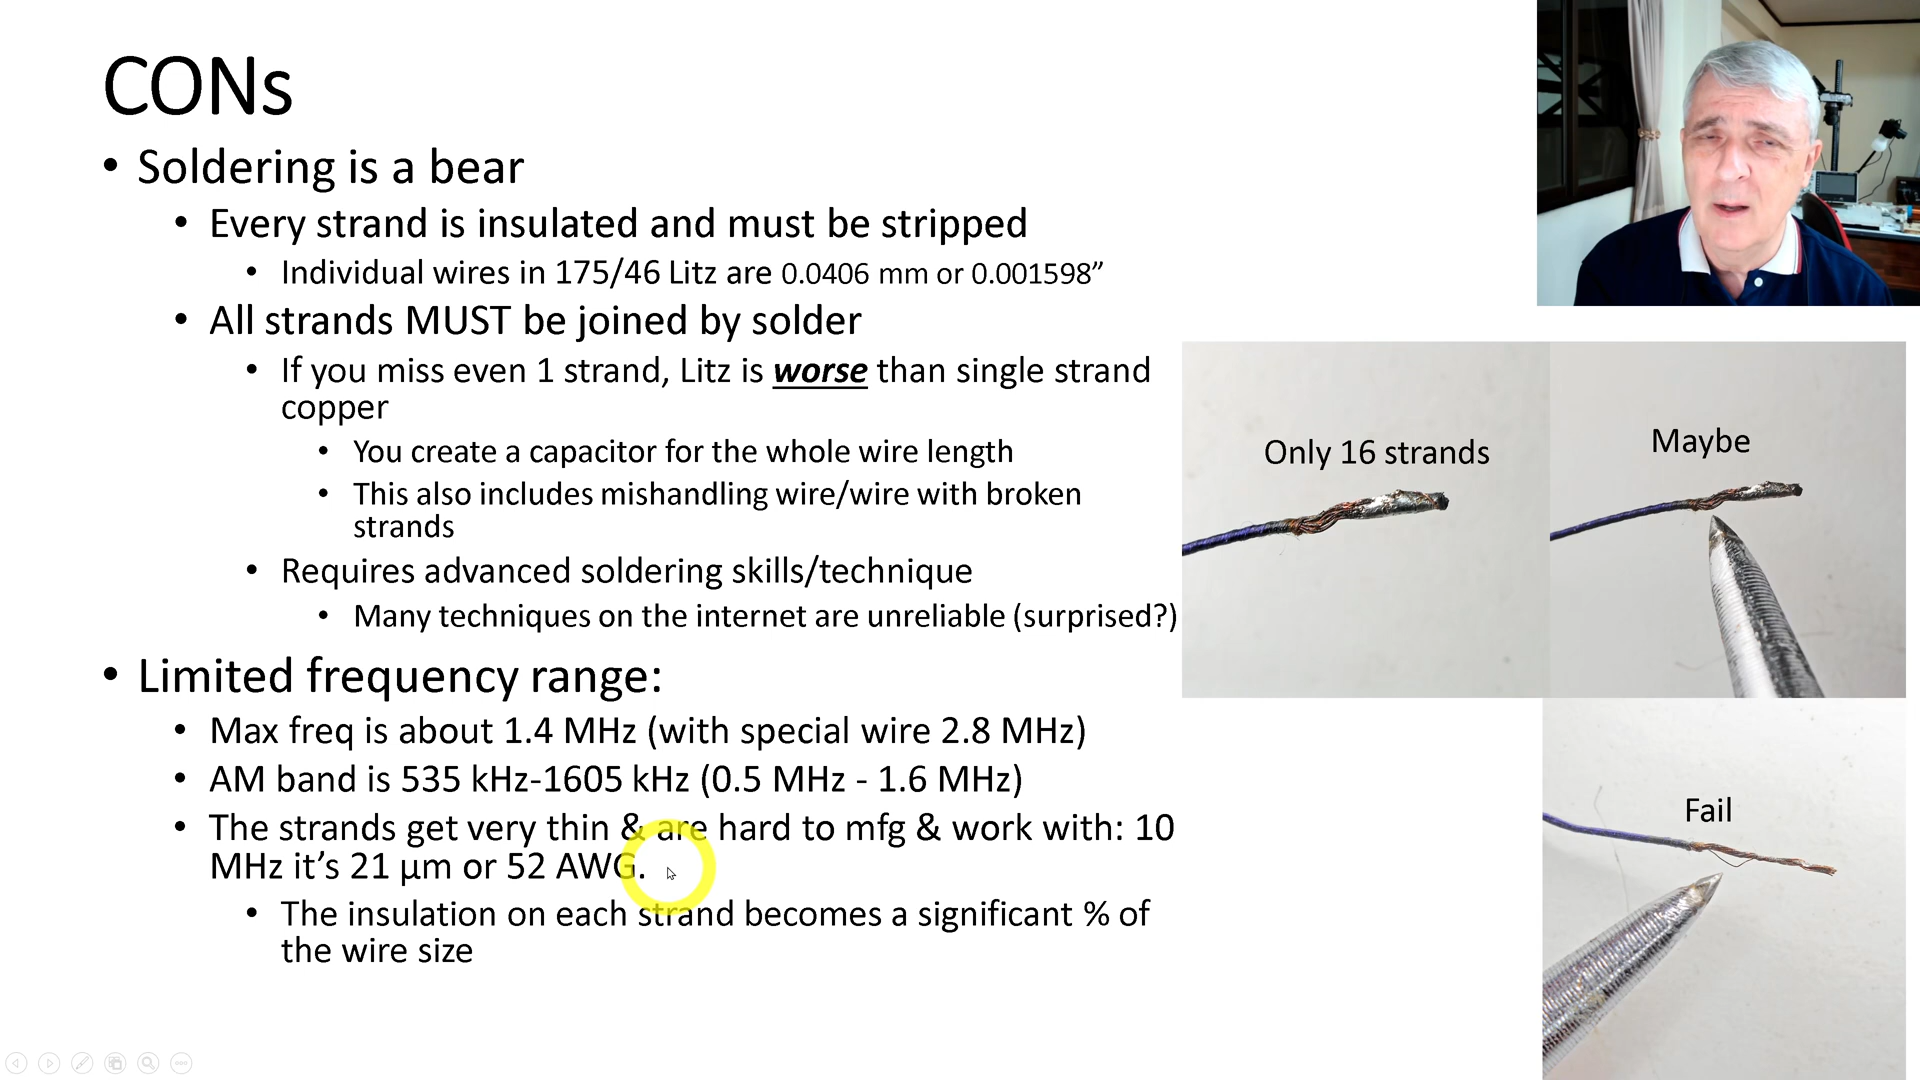 CONs
• Soldering is a bear
• Every strand is insulated and must be stripped
• Individual wires in 175/46 Litz are 0.0406 mm or 0.001598”
• All strands MUST be joined by solder
• If you miss even 1 strand, Litz is worse than single strand
copper
• You create a capacitor for the whole wire length
• This also includes mishandling wire/wire with broken
strands
• Requires advanced soldering skills/technique
• Many techniques on the internet are unreliable (surprised?)
• Limited frequency range:
• Max freq is about 1.4 MHz (with special wire 2.8 MHz)
• AM band is 535 kHz-1605 kHz (0.5 MHz - 1.6 MHz)
• The strands get very thin & are hard to mfg & work with: 10
MHz it’s 21 µm or 52 AWG.
• The insulation on each strand becomes a significant % of
the wire size
Only 16 strands
Maybe
Fail